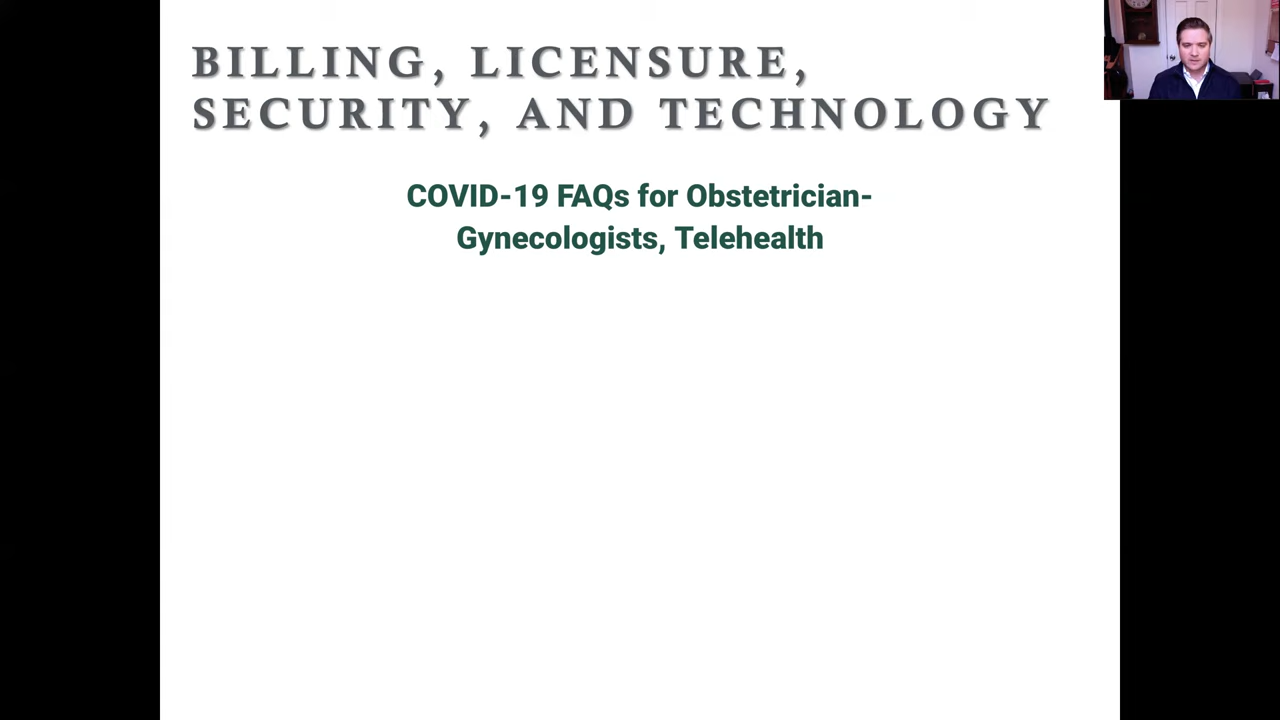 BILLING, LICENSURE,
SECURITY, AND TECHNOLOGY
COVID-19 FAQs for Obstetrician-
Gynecologists, Telehealth